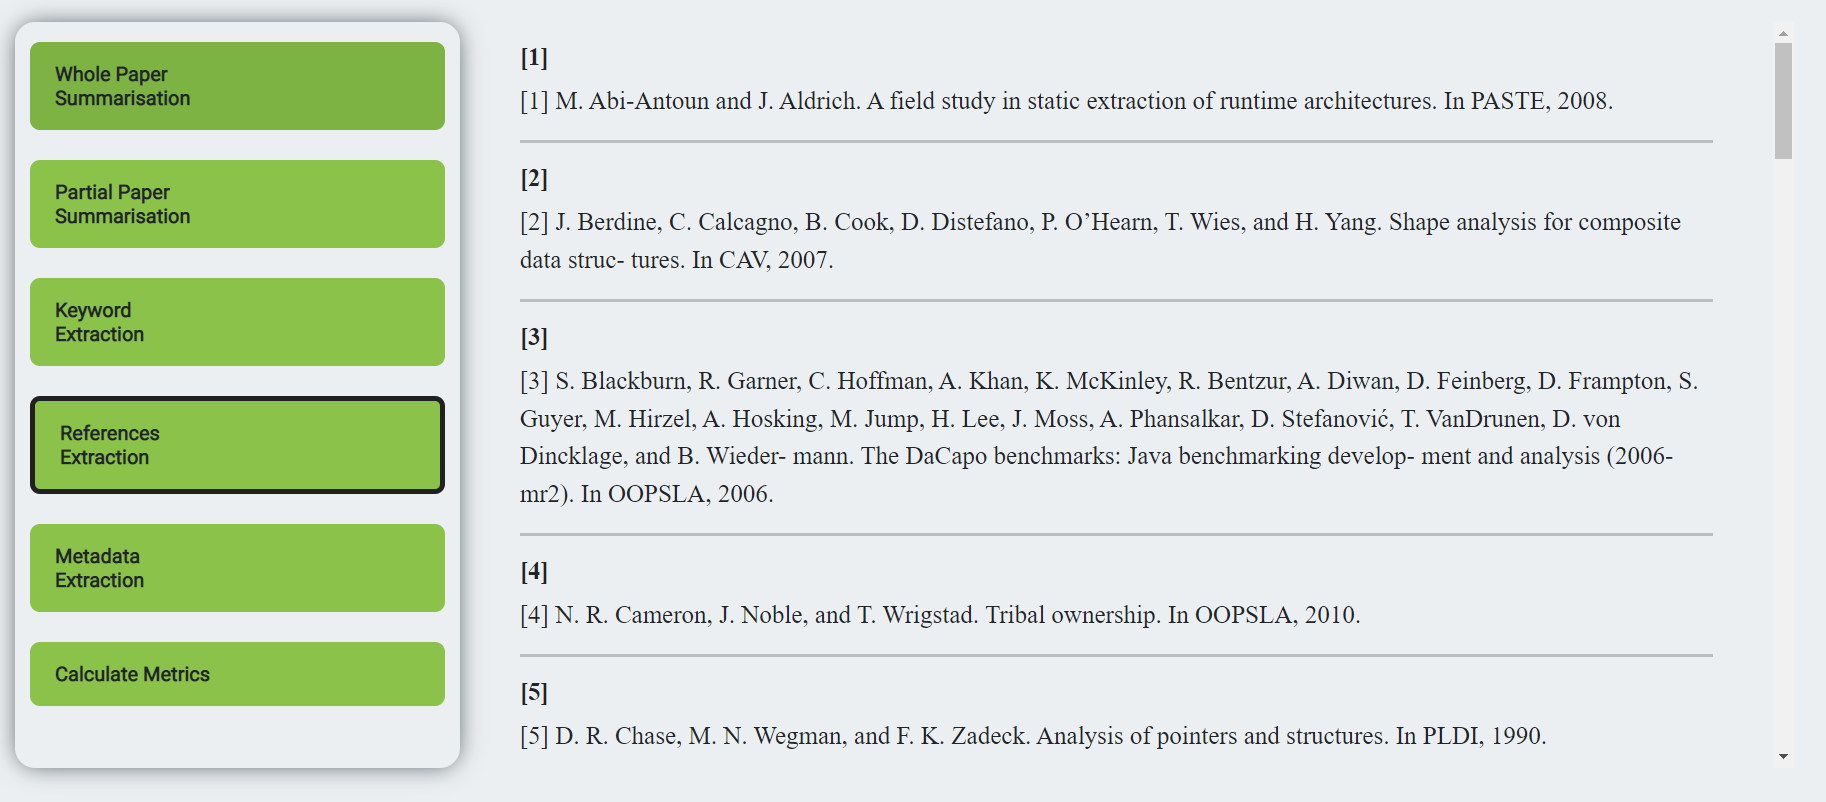 Whole Paper
Summarisation
Partial Paper
Summarisation
Keyword
Extraction
References
Extraction
Metadata
Extraction
Calculate Metrics
[1]
[1] M. Abi-Antoun and J. Aldrich. A field study in static extraction of runtime architectures. In PASTE, 2008.
[2]
[2] J. Berdine, C. Calcagno, B. Cook, D. Distefano, P. O’Hearn, T. Wies, and H. Yang. Shape analysis for composite
data struc- tures. In CAV, 2007.
[3]
[3] S. Blackburn, R. Garner, C. Hoffman, A. Khan, K. McKinley, R. Bentzur, A. Diwan, D. Feinberg, D. Frampton, S.
Guyer, M. Hirzel, A. Hosking, M. Jump, H. Lee, J. Moss, A. Phansalkar, D. Stefanović, T. VanDrunen, D. von
Dincklage, and B. Wieder- mann. The DaCapo benchmarks: Java benchmarking develop- ment and analysis (2006-
mr2). In OOPSLA, 2006.
[4]
[4] N. R. Cameron, J. Noble, and T. Wrigstad. Tribal ownership. In OOPSLA, 2010.
[5]
[5] D. R. Chase, M. N. Wegman, and F. K. Zadeck. Analysis of pointers and structures. In PLDI, 1990.